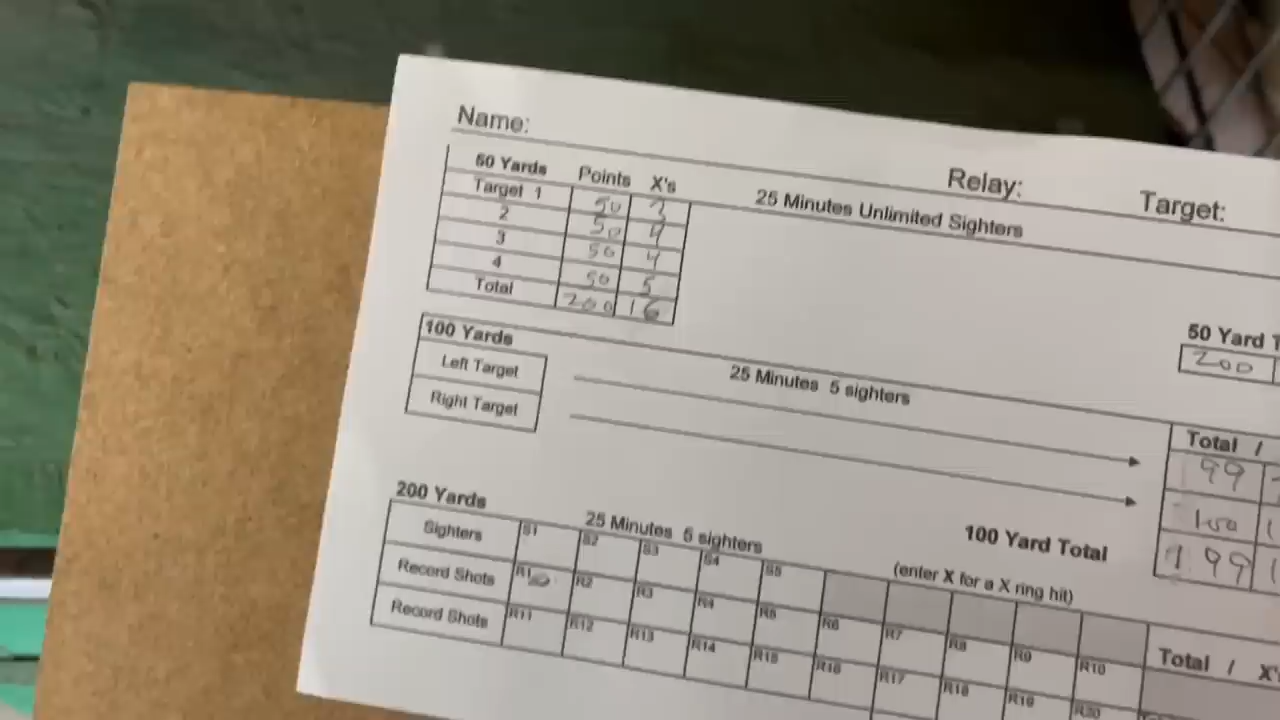 Name:
Relay:
Target:
50 Yards Points X's
Target 1 50 3
2 50 4
3 50 4
4 50 5
Total 200 16
25 Minutes Unlimited Sighters
50 Yard T
200
100 Yards
Left Target
Right Target
25 Minutes 5 sighters
Total /
99
100
199
100 Yard Total
200 Yards
25 Minutes 5 sighters
(enter X for a X ring hit)
Sighters S1 S2 S3 S4 S5
Record Shots R1 R2 R3 R4 R5 R6 R7 R8 R9 R10
Record Shots R11 R12 R13 R14 R15 R16 R17 R18 R19 R20
Total / X's